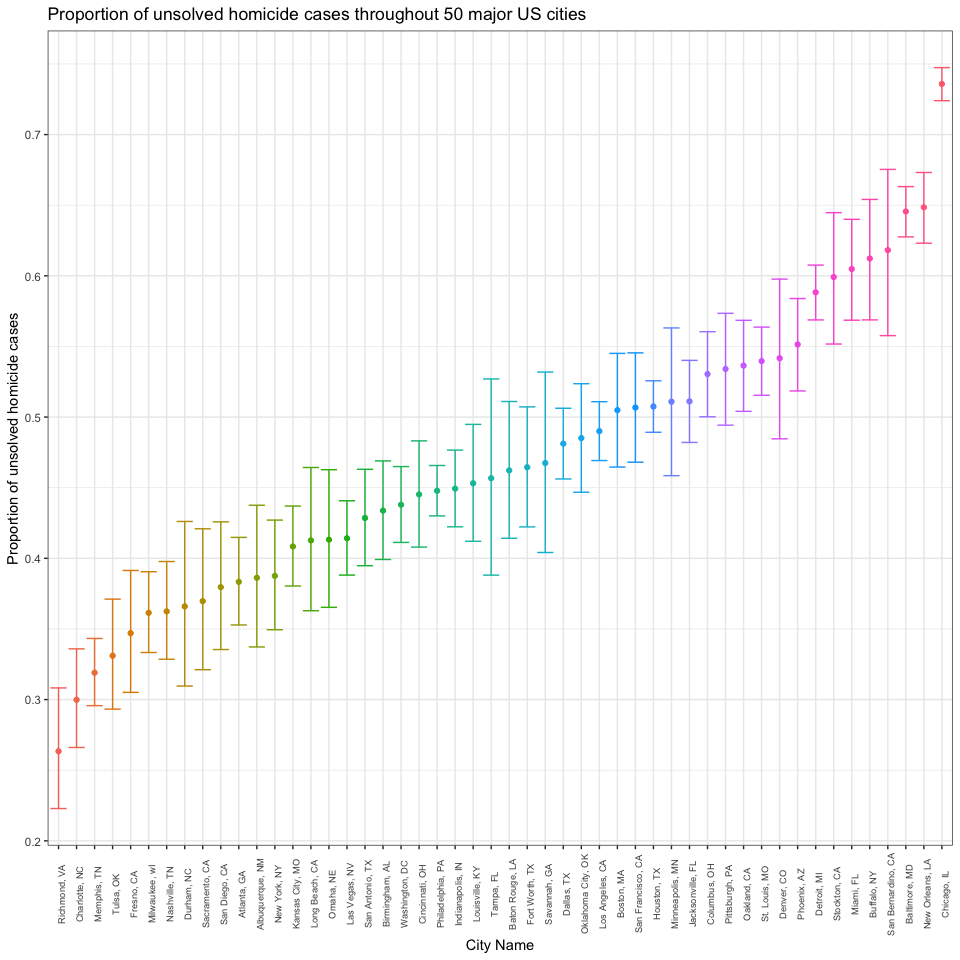 Proportion of unsolved homicide cases throughout 50 major US cities
Proportion of unsolved homicide cases
0.7
0.6
0.5
0.4
0.3
0.2
Richmond, VA
Charlotte, NC
Memphis, TN
Tulsa, OK
Fresno, CA
Milwaukee, wI
Nashville, TN
Durham, NC
Sacramento, CA
San Diego, CA
Atlanta, GA
Albuquerque, NM
New York, NY
Kansas City, MO
Long Beach, CA
Omaha, NE
Las Vegas, NV
San Antonio, TX
Birmingham, AL
Washington, DC
Cincinnati, OH
Philadelphia, PA
Indianapolis, IN
Louisville, KY
Tampa, FL
Baton Rouge, LA
Fort Worth, TX
Savannah, GA
Dallas, TX
Oklahoma City, OK
Los Angeles, CA
Boston, MA
San Francisco, CA
Houston, TX
Minneapolis, MN
Jacksonville, FL
Columbus, OH
Pittsburgh, PA
Oakland, CA
St. Louis, MO
Denver, CO
Phoenix, AZ
Detroit, MI
Stockton, CA
Miami, FL
Buffalo, NY
San Bernardino, CA
Baltimore, MD
New Orleans, LA
Chicago, IL
City Name